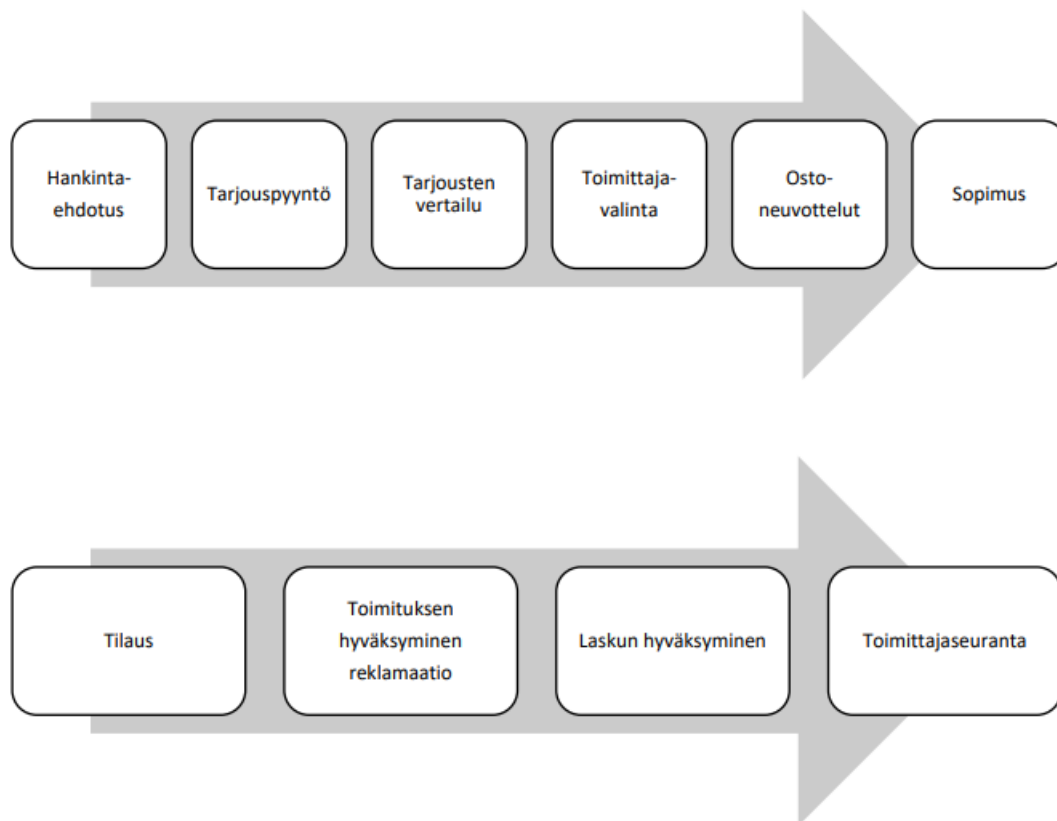 Hankinta-
ehdotus
Tarjouspyyntö
Tarjousten
vertailu
Toimittaja-
valinta
Osto-
neuvottelut
Sopimus
Tilaus
Toimituksen
hyväksyminen
reklamaatio
Laskun hyväksyminen
Toimittajaseuranta